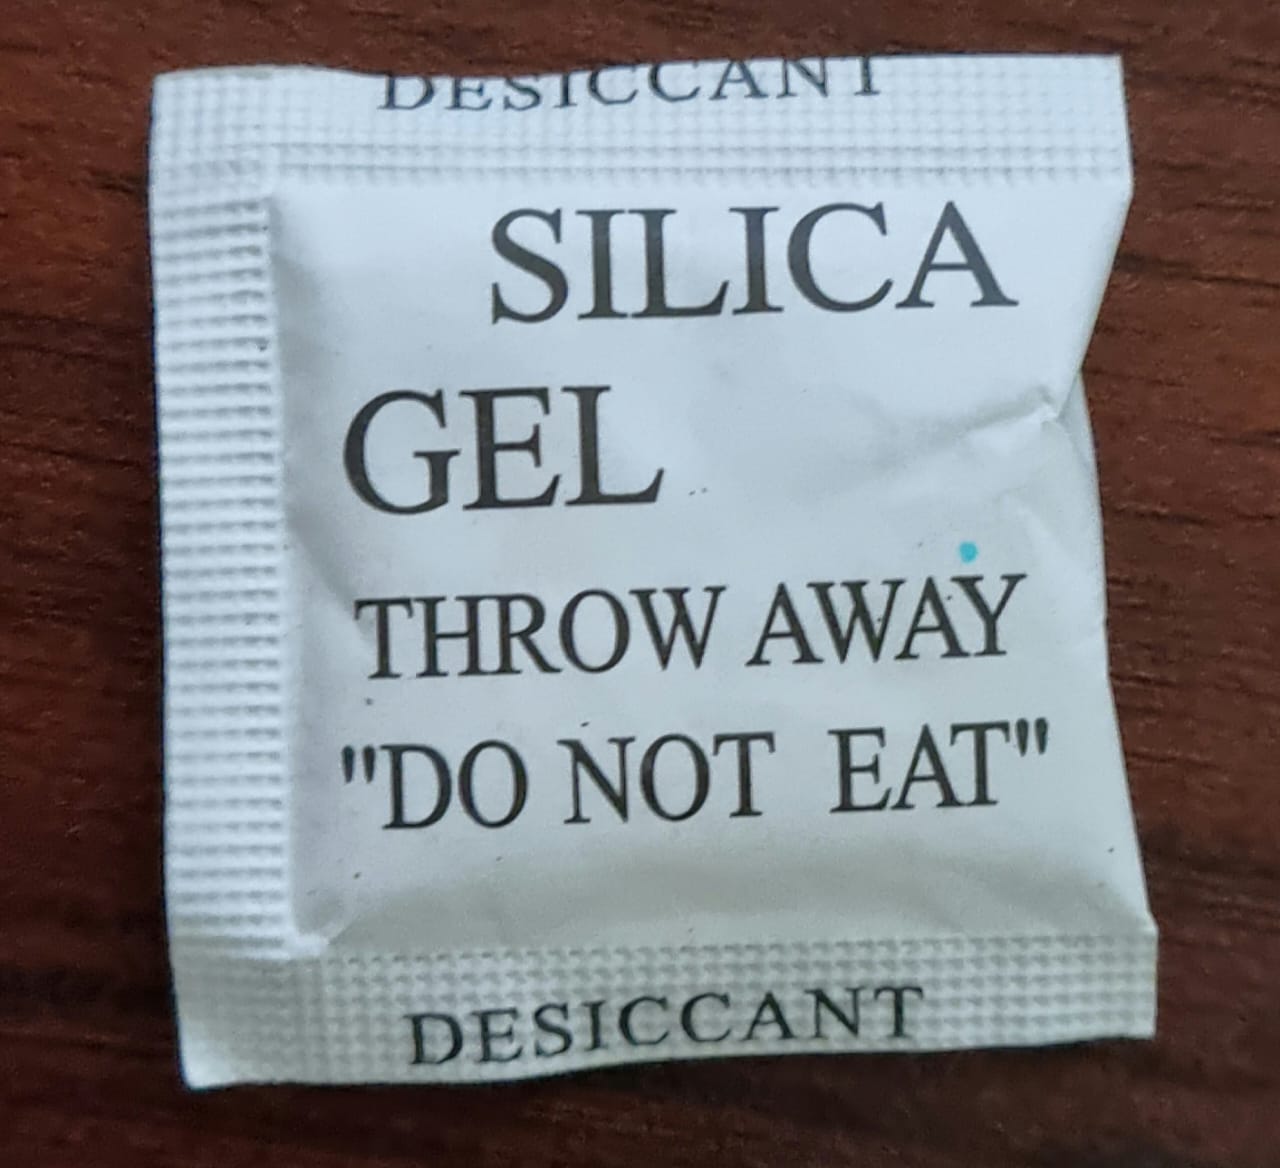 DESICCANT
SILICA
GEL
THROW AWAY
"DO NOT EAT"
DESICCANT